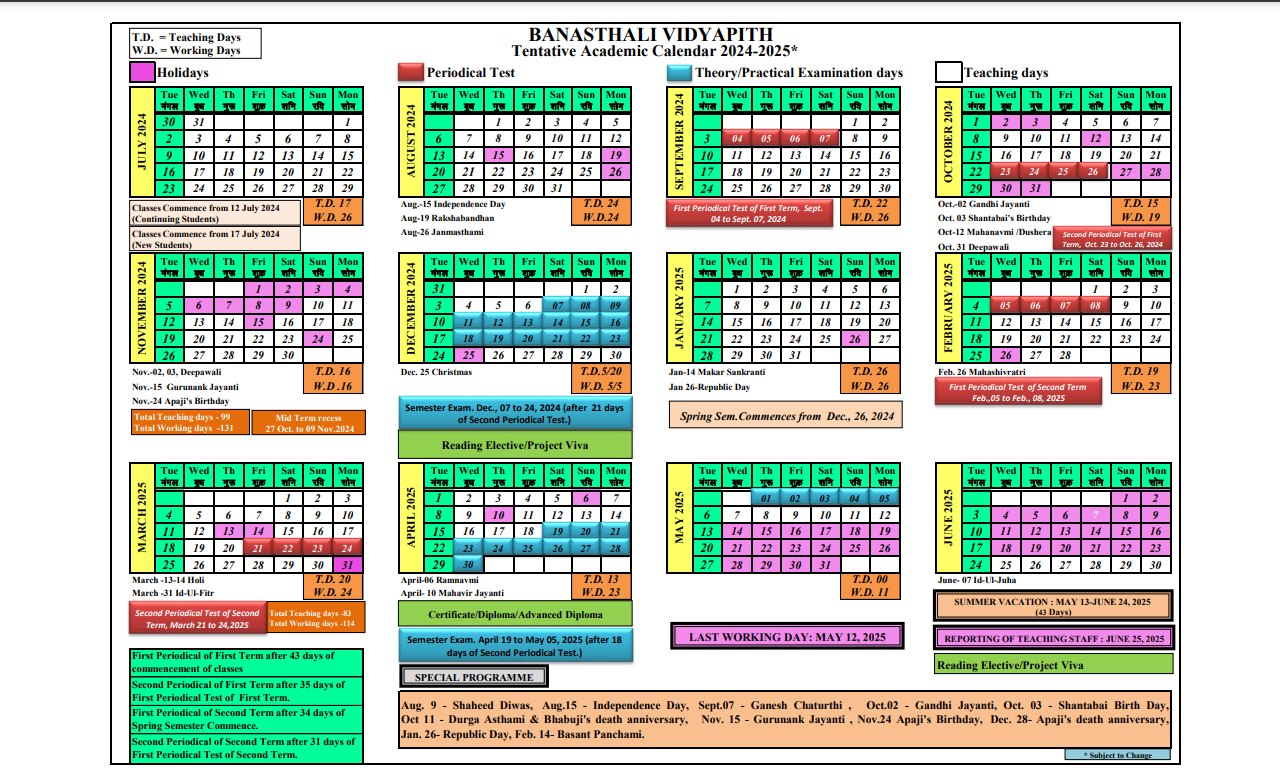 BANASTHALI VIDYAPITH
Tentative Academic Calendar 2024-2025*
T.D. = Teaching Days
W.D. = Working Days
Holidays
Periodical Test
Theory/Practical Examination days
Teaching days
JULY 2024
Tue Wed Th Fri Sat Sun Mon
मंगल बुध गुरू शुक्र शनि रवि सोम
30 31 1
2 3 4 5 6 7 8
9 10 11 12 13 14 15
16 17 18 19 20 21 22
23 24 25 26 27 28 29
Classes Commence from 12 July 2024
(Continuing Students)
Classes Commence from 17 July 2024
(New Students)
T.D. 17
W.D. 26
AUGUST 2024
Tue Wed Th Fri Sat Sun Mon
मंगल बुध गुरू शुक्र शनि रवि सोम
1 2 3 4 5
6 7 8 9 10 11 12
13 14 15 16 17 18 19
20 21 22 23 24 25 26
27 28 29 30 31
Aug.-15 Independence Day
Aug-19 Rakshabandhan
Aug-26 Janmasthami
T.D. 24
W.D.24
SEPTEMBER 2024
Tue Wed Th Fri Sat Sun Mon
मंगल बुध गुरू शुक्र शनि रवि सोम
1 2
3 04 05 06 07 8 9
10 11 12 13 14 15 16
17 18 19 20 21 22 23
24 25 26 27 28 29 30
First Periodical Test of First Term, Sept.
04 to Sept. 07, 2024
T.D. 22
W.D. 26
OCTOBER 2024
Tue Wed Th Fri Sat Sun Mon
मंगल बुध गुरू शुक्र शनि रवि सोम
1 2 3 4 5 6 7
8 9 10 11 12 13 14
15 16 17 18 19 20 21
22 23 24 25 26 27 28
29 30 31
Oct.-02 Gandhi Jayanti
Oct. 03 Shantabai's Birthday
Oct-12 Mahanavmi /Dushera
Oct. 31 Deepawali
T.D. 15
W.D. 19
Second Periodical Test of First
Term, Oct. 23 to Oct. 26, 2024
NOVEMBER 2024
Tue Wed Th Fri Sat Sun Mon
मंगल बुध गुरू शुक्र शनि रवि सोम
1 2 3 4
5 6 7 8 9 10 11
12 13 14 15 16 17 18
19 20 21 22 23 24 25
26 27 28 29 30
Nov.-02, 03, Deepawali
Nov.-15 Gurunank Jayanti
Nov.-24 Apaji's Birthday
T.D. 16
W.D .16
Total Teaching days - 99
Total Working days -131
Mid Term recess
27 Oct. to 09 Nov.2024
DECEMBER 2024
Tue Wed Th Fri Sat Sun Mon
मंगल बुध गुरू शुक्र शनि रवि सोम
31 1 2
3 4 5 6 07 08 09
10 11 12 13 14 15 16
17 18 19 20 21 22 23
24 25 26 27 28 29 30
Dec. 25 Christmas
T.D.5/20
W.D. 5/5
Semester Exam. Dec., 07 to 24, 2024 (after 21 days
of Second Periodical Test.)
Reading Elective/Project Viva
JANUARY 2025
Tue Wed Th Fri Sat Sun Mon
मंगल बुध गुरू शुक्र शनि रवि सोम
1 2 3 4 5 6
7 8 9 10 11 12 13
14 15 16 17 18 19 20
21 22 23 24 25 26 27
28 29 30 31
Jan-14 Makar Sankranti
Jan 26-Republic Day
T.D. 26
W.D. 26
Spring Sem.Commences from Dec., 26, 2024
FEBRUARY 2025
Tue Wed Th Fri Sat Sun Mon
मंगल बुध गुरू शुक्र शनि रवि सोम
1 2 3
4 05 06 07 08 9 10
11 12 13 14 15 16 17
18 19 20 21 22 23 24
25 26 27 28
Feb. 26 Mahashivratri
T.D. 19
W.D. 23
First Periodical Test of Second Term
Feb.,05 to Feb., 08, 2025
MARCH 2025
Tue Wed Th Fri Sat Sun Mon
मंगल बुध गुरू शुक्र शनि रवि सोम
1 2 3
4 5 6 7 8 9 10
11 12 13 14 15 16 17
18 19 20 21 22 23 24
25 26 27 28 29 30 31
March -13-14 Holi
March -31 Id-Ul-Fitr
T.D. 20
W.D. 24
Second Periodical Test of Second
Term, March 21 to 24,2025
Total Teaching days -83
Total Working days -114
APRIL 2025
Tue Wed Th Fri Sat Sun Mon
मंगल बुध गुरू शुक्र शनि रवि सोम
1 2 3 4 5 6 7
8 9 10 11 12 13 14
15 16 17 18 19 20 21
22 23 24 25 26 27 28
29 30
April-06 Ramnavmi
April- 10 Mahavir Jayanti
T.D. 13
W.D. 23
Certificate/Diploma/Advanced Diploma
Semester Exam. April 19 to May 05, 2025 (after 18
days of Second Periodical Test.)
MAY 2025
Tue Wed Th Fri Sat Sun Mon
मंगल बुध गुरू शुक्र शनि रवि सोम
01 02 03 04 05
6 7 8 9 10 11 12
13 14 15 16 17 18 19
20 21 22 23 24 25 26
27 28 29 30 31
T.D. 00
W.D. 11
LAST WORKING DAY: MAY 12, 2025
JUNE 2025
Tue Wed Th Fri Sat Sun Mon
मंगल बुध गुरू शुक्र शनि रवि सोम
1 2
3 4 5 6 7 8 9
10 11 12 13 14 15 16
17 18 19 20 21 22 23
24 25 26 27 28 29 30
June- 07 Id-Ul-Juha
SUMMER VACATION : MAY 13-JUNE 24, 2025
(43 Days)
REPORTING OF TEACHING STAFF : JUNE 25, 2025
Reading Elective/Project Viva
First Periodical of First Term after 43 days of
commencement of classes
Second Periodical of First Term after 35 days of
First Periodical Test of First Term.
First Periodical of Second Term after 34 days of
Spring Semester Commence.
Second Periodical of Second Term after 31 days of
First Periodical Test of Second Term.
SPECIAL PROGRAMME
Aug. 9 - Shaheed Diwas, Aug.15 - Independence Day, Sept.07 - Ganesh Chaturthi , Oct.02 - Gandhi Jayanti, Oct. 03 - Shantabai Birth Day,
Oct 11 - Durga Asthami & Bhabuji's death anniversary, Nov. 15 - Gurunank Jayanti , Nov.24 Apaji's Birthday, Dec. 28- Apaji's death anniversary,
Jan. 26- Republic Day, Feb. 14- Basant Panchami.
* Subject to Change